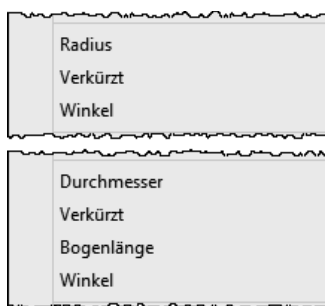 Radius
Verkürzt
Winkel
Durchmesser
Verkürzt
Bogenlänge
Winkel